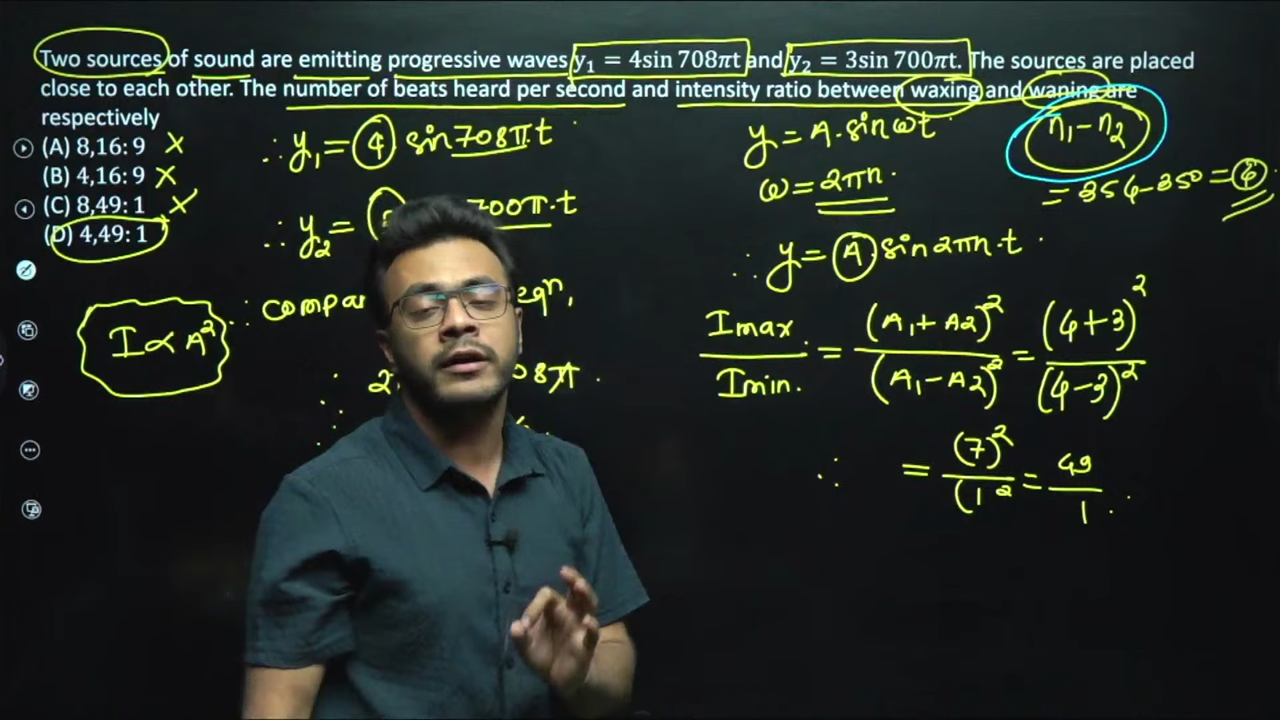 Two sources of sound are emitting progressive waves y₁ = 4sin 708πt and y₂ = 3sin 700πt. The sources are placed
close to each other. The number of beats heard per second and intensity ratio between waxing and waning are
respectively
(A) 8,16: 9 ✗
(B) 4,16: 9 ✗
(C) 8,49: 1 ✗
(D) 4,49: 1
∴ y₁ = 4 sin 708π.t
∴ y₂ = 700π.t
I ∝ A²
eqⁿ,
y = A.sin ωt
ω = 2πn.
∴ y = A sin 2πn.t
n₁ - n₂
= 354 - 350 = 4
Imax / Imin. = (A₁ + A2)² / (A₁ - A2)² = (4+3)² / (4-3)²
∴ = (7)² / (1² = 49 / 1